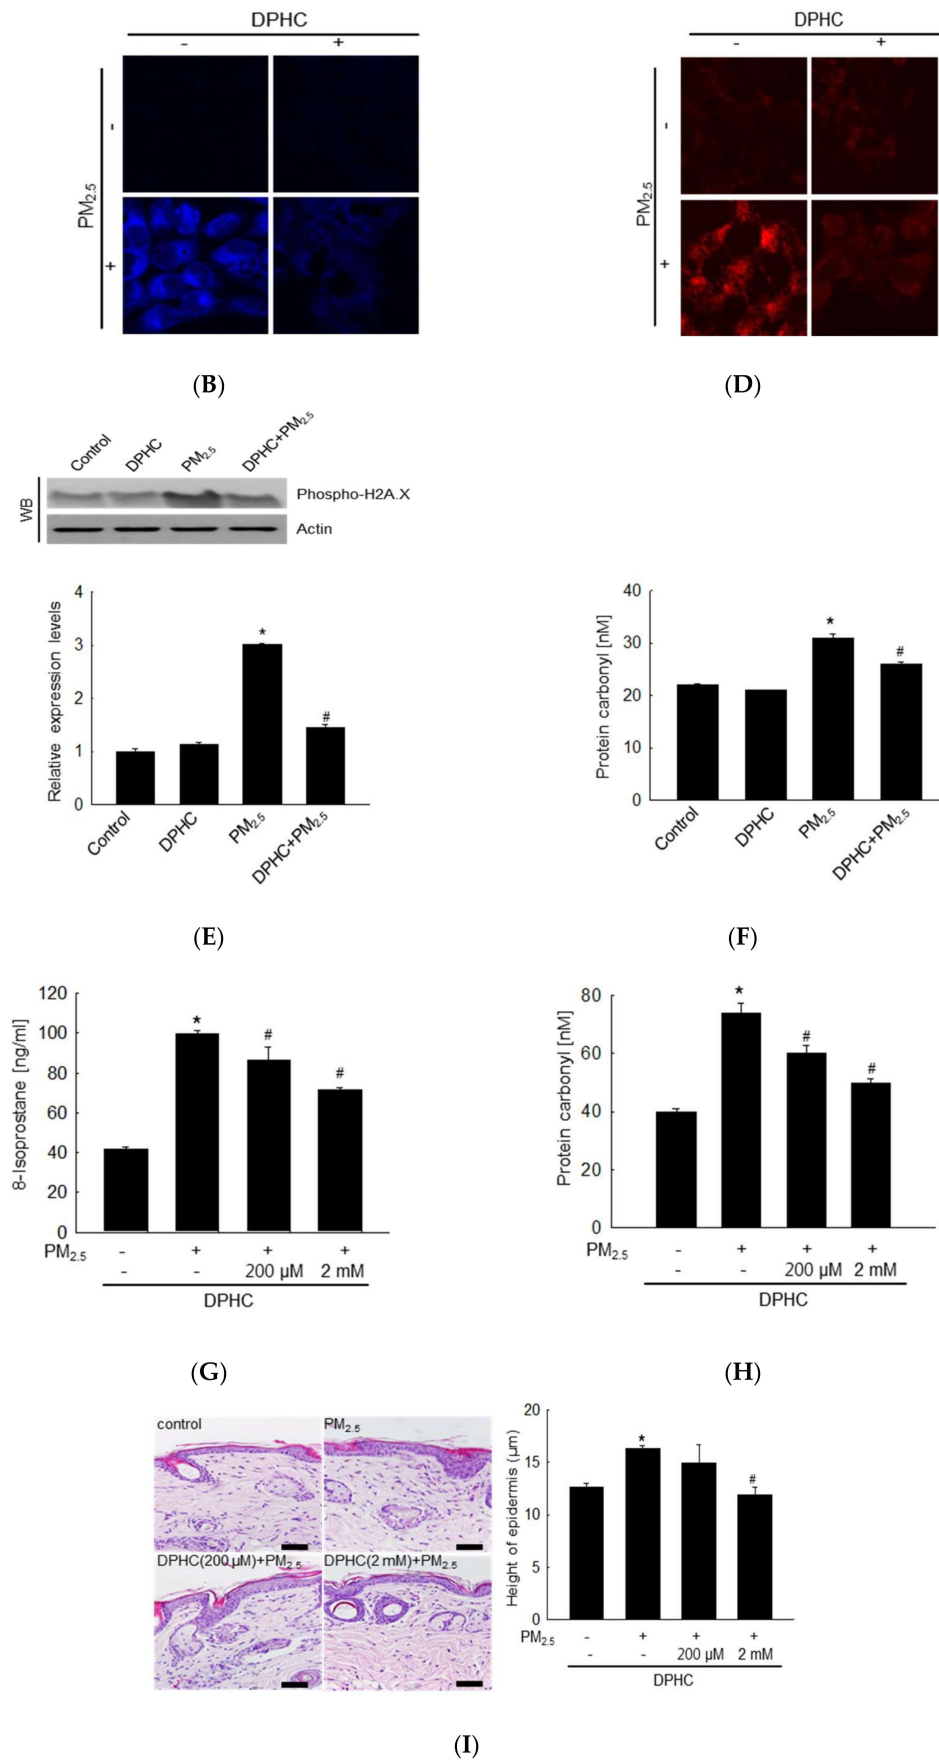 DPHC
- +
PM2.5
-
+
(B)
DPHC
- +
PM2.5
-
+
(D)
Control DPHC PM2.5 DPHC+PM2.5
WB
Phospho-H2A.X
Actin
Relative expression levels
4
3
2
1
0
*
#
Control DPHC PM2.5 DPHC+PM2.5
(E)
Protein carbonyl [nM]
40
30
20
10
0
*
#
Control DPHC PM2.5 DPHC+PM2.5
(F)
8-Isoprostane [ng/ml]
120
100
80
60
40
20
0
*
#
#
PM2.5 - + + +
- - 200 µM 2 mM
DPHC
(G)
Protein carbonyl [nM]
80
60
40
20
0
*
#
#
PM2.5 - + + +
- - 200 µM 2 mM
DPHC
(H)
control
PM2.5
DPHC(200 µM)+PM2.5
DPHC(2 mM)+PM2.5
Height of epidermis (µm)
20
15
10
5
0
*
#
PM2.5 - + + +
- - 200 µM 2 mM
DPHC
(I)